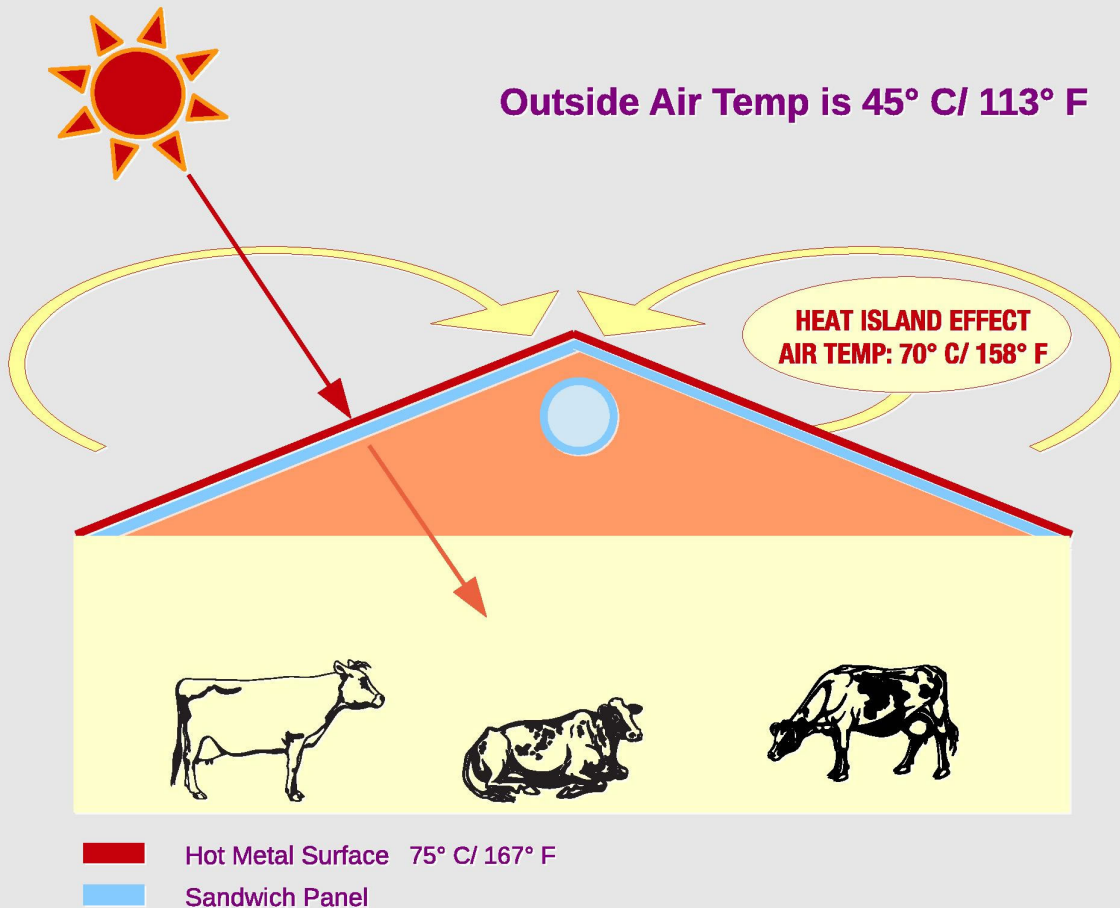 Outside Air Temp is 45° C/ 113° F
HEAT ISLAND EFFECT
AIR TEMP: 70° C/ 158° F
Hot Metal Surface 75° C/ 167° F
Sandwich Panel